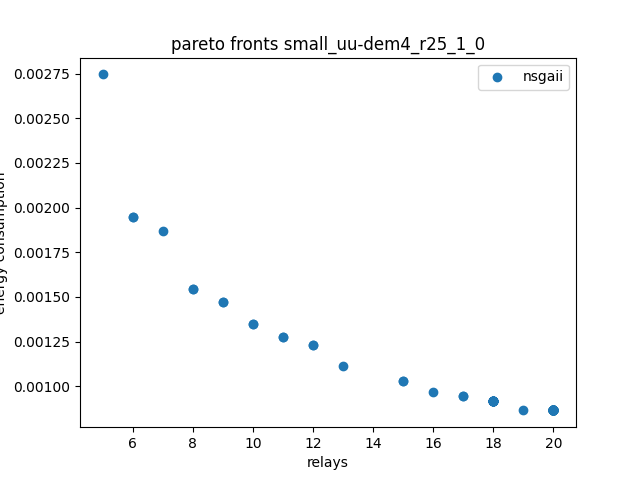 pareto fronts small_uu-dem4_r25_1_0
nsgaii
0.00275
0.00250
0.00225
0.00200
0.00175
0.00150
0.00125
0.00100
energy consumption
6 8 10 12 14 16 18 20
relays